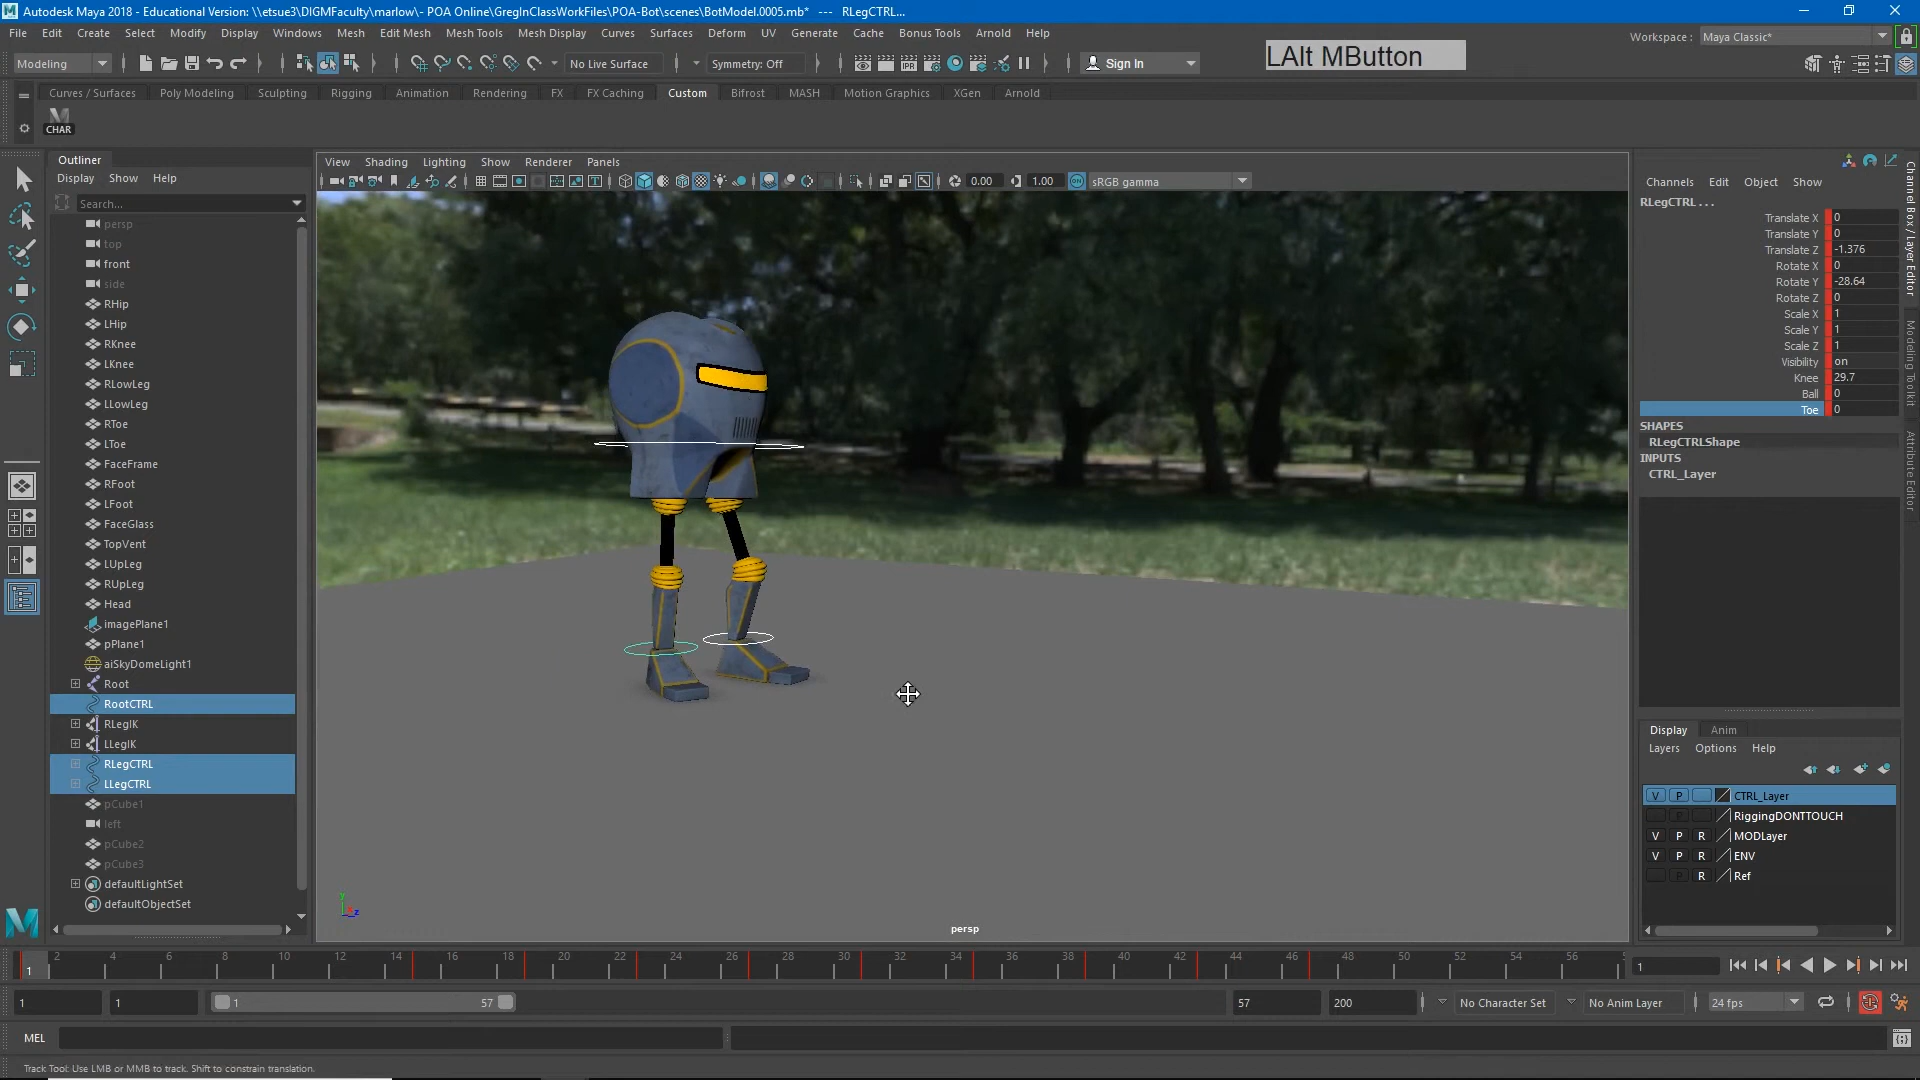 Autodesk Maya 2018 - Educational Version: \\etsue3\DIGMFaculty\marlow\- POA Online\GregInClassWorkFiles\POA-Bot\scenes\BotModel.0005.mb* --- RLegCTRL...
File Edit Create Select Modify Display Windows Mesh Edit Mesh Mesh Tools Mesh Display Curves Surfaces Deform UV Generate Cache Bonus Tools Arnold Help
Workspace : Maya Classic*
LAlt MButton
Modeling No Live Surface Symmetry: Off Sign In
Curves / Surfaces Poly Modeling Sculpting Rigging Animation Rendering FX FX Caching Custom Bifrost MASH Motion Graphics XGen Arnold
CHAR
Outliner
Display Show Help
Search...
persp
top
front
side
RHip
LHip
RKnee
LKnee
RLowLeg
LLowLeg
RToe
LToe
FaceFrame
RFoot
LFoot
FaceGlass
TopVent
LUpLeg
RUpLeg
Head
imagePlane1
pPlane1
aiSkyDomeLight1
Root
RootCTRL
RLegIK
LLegIK
RLegCTRL
LLegCTRL
pCube1
left
pCube2
pCube3
defaultLightSet
defaultObjectSet
View Shading Lighting Show Renderer Panels
0.00 1.00 ON sRGB gamma
persp
Channels Edit Object Show
RLegCTRL . . .
Translate X 0
Translate Y 0
Translate Z -1.376
Rotate X 0
Rotate Y -28.64
Rotate Z 0
Scale X 1
Scale Y 1
Scale Z 1
Visibility on
Knee 29.7
Ball 0
Toe 0
SHAPES
RLegCTRLShape
INPUTS
CTRL_Layer
Channel Box / Layer Editor
Modeling Toolkit
Attribute Editor
Display Anim
Layers Options Help
V P CTRL_Layer
P RiggingDONTTOUCH
V P R MODLayer
V P R ENV
P R Ref
1 2 4 6 8 10 12 14 16 18 20 22 24 26 28 30 32 34 36 38 40 42 44 46 48 50 52 54 56 5
1
1 1 1 57 57 200 No Character Set No Anim Layer 24 fps
MEL
Track Tool: Use LMB or MMB to track. Shift to constrain translation.